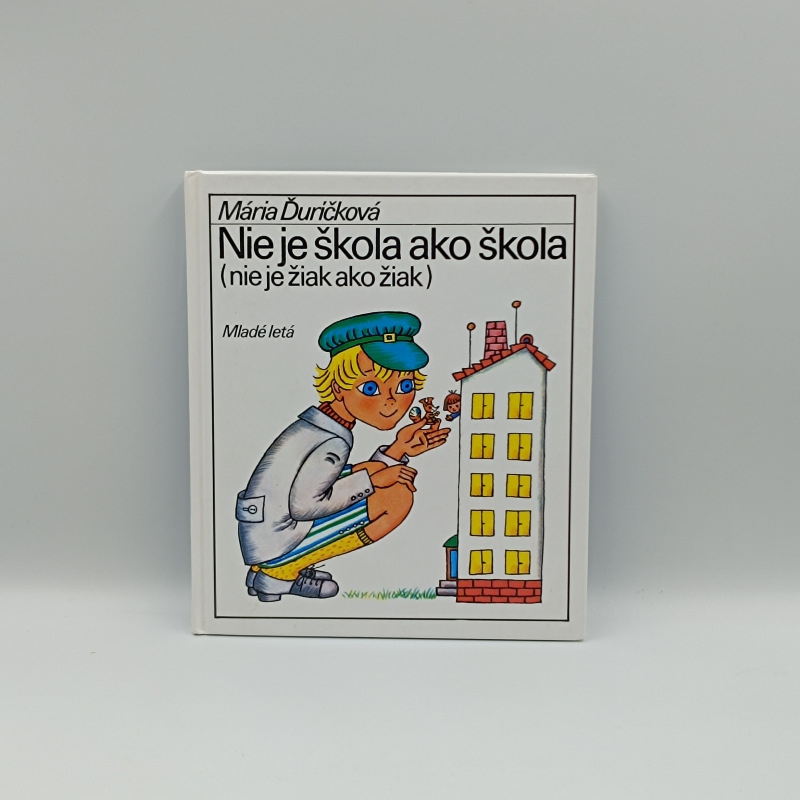 Mária Ďuríčková
Nie je škola ako škola
(nie je žiak ako žiak)
Mladé letá